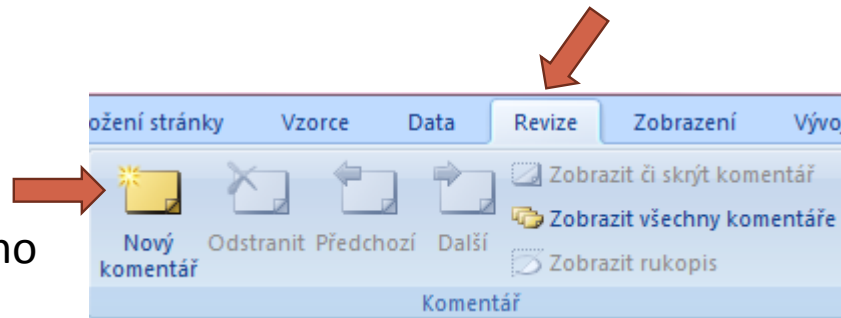 ožení stránky Vzorce Data Revize Zobrazení Vývo
Zobrazit či skrýt komentář
Zobrazit všechny komentáře
Nový Odstranit Předchozí Další
komentář
Zobrazit rukopis
Komentář
no